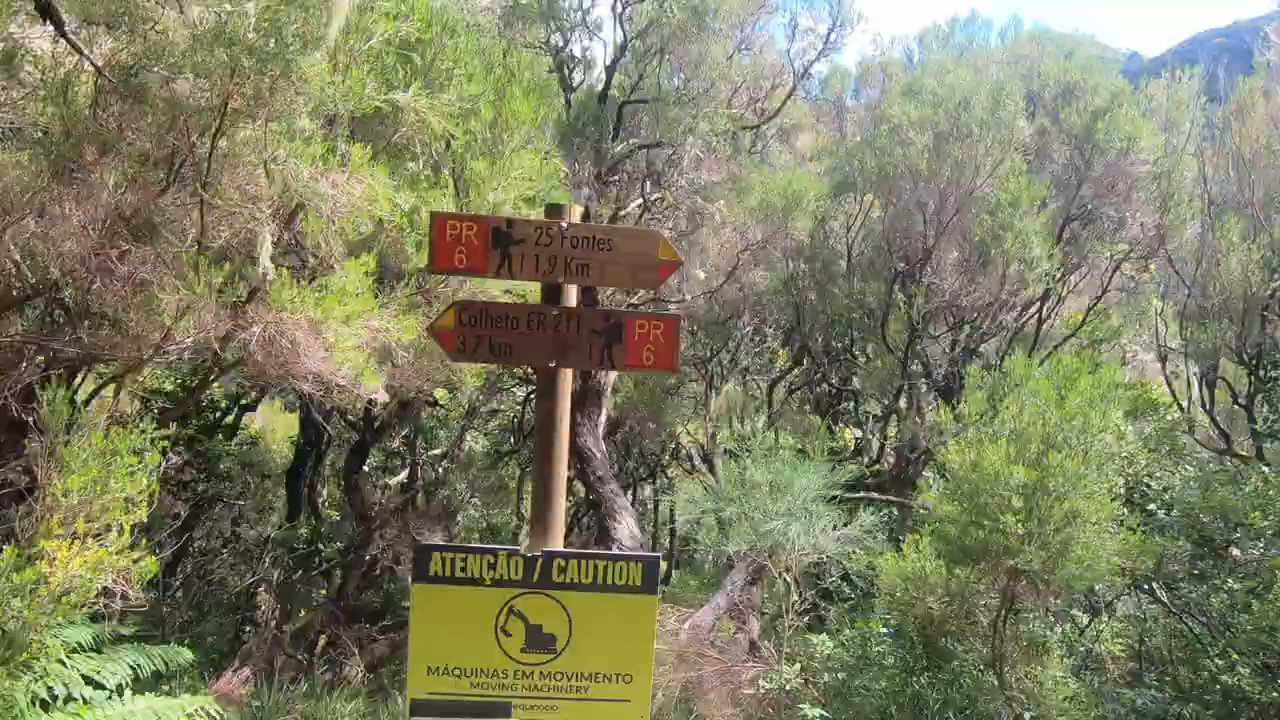 PR
6
25 Fontes
1,9 Km
Calheta ER 211
3,7 km
PR
6
ATENÇÃO / CAUTION
MÁQUINAS EM MOVIMENTO
MOVING MACHINERY
equinócio